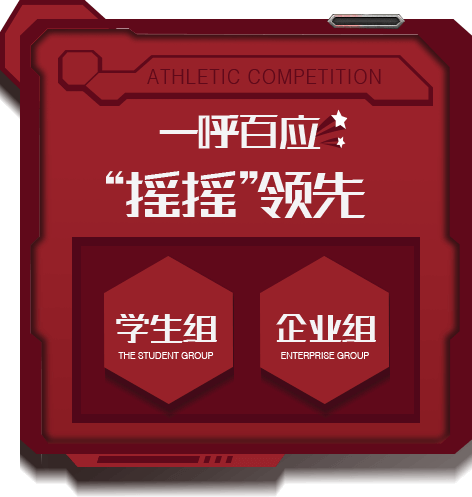 ATHLETIC COMPETITION
一呼百应
“摇摇”领先
学生组
THE STUDENT GROUP
企业组
ENTERPRISE GROUP